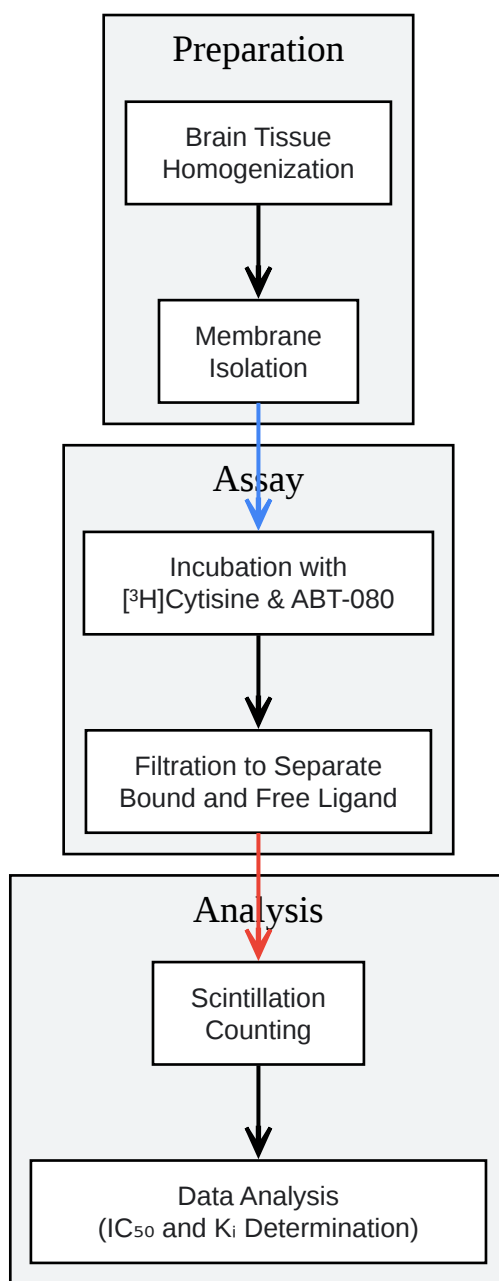 Preparation
Brain Tissue
Homogenization
Membrane
Isolation
Assay
Incubation with
[³H]Cytisine & ABT-080
Filtration to Separate
Bound and Free Ligand
Analysis
Scintillation
Counting
Data Analysis
(IC₅₀ and Kᵢ Determination)